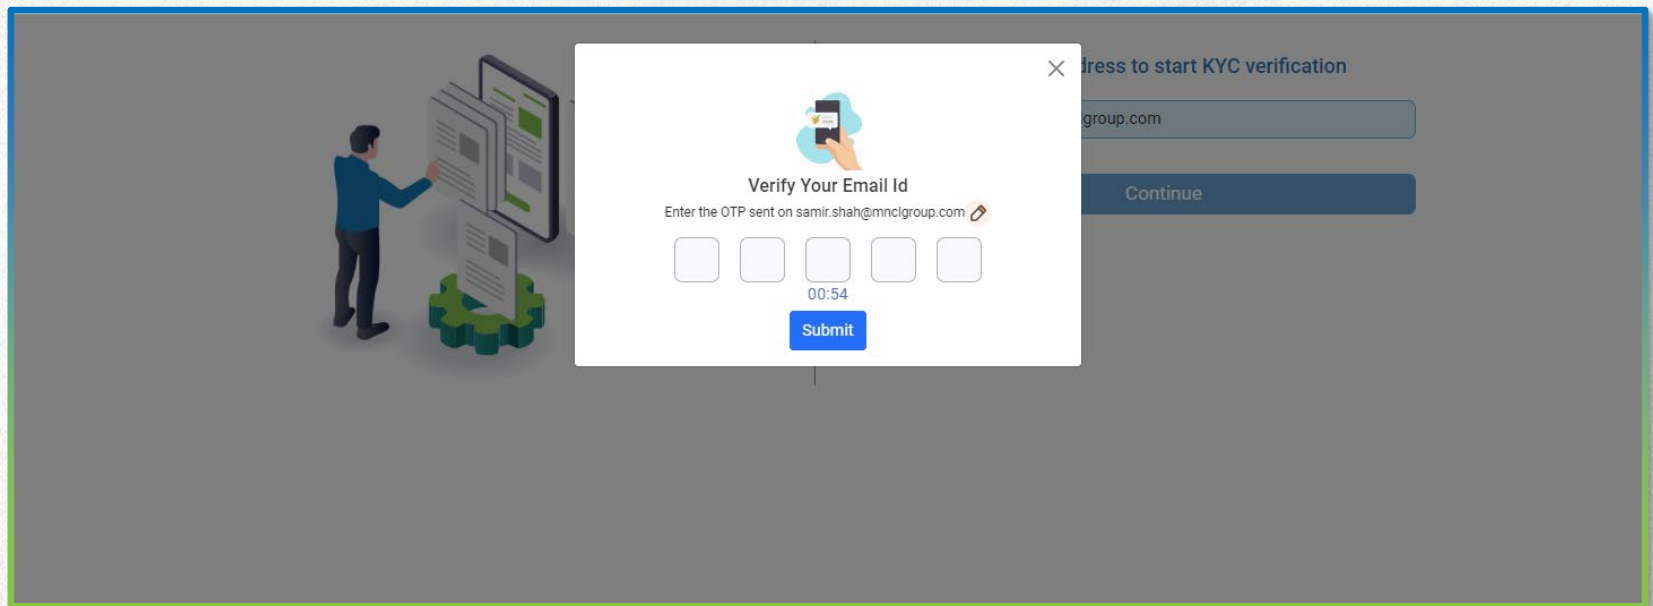 dress to start KYC verification
group.com
Continue
Verify Your Email Id
Enter the OTP sent on samir.shah@mnclgroup.com
00:54
Submit